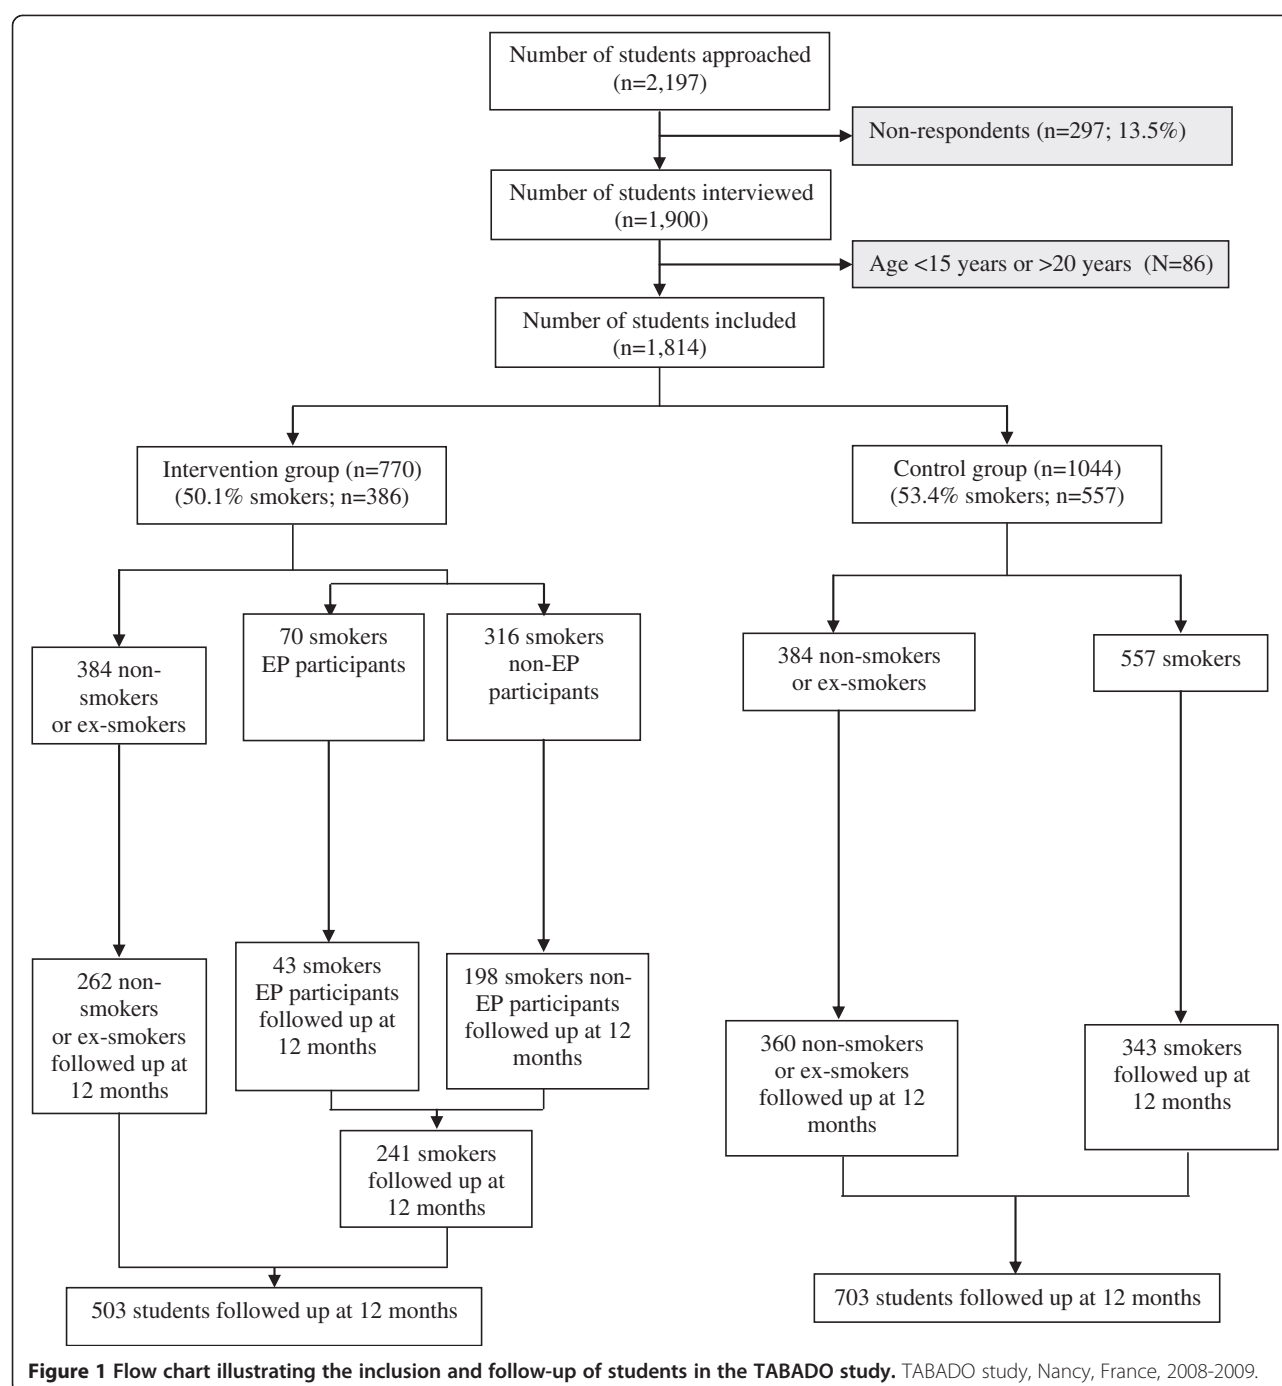 Number of students approached
(n=2,197)
Non-respondents (n=297; 13.5%)
Number of students interviewed
(n=1,900)
Age <15 years or >20 years (N=86)
Number of students included
(n=1,814)
Intervention group (n=770)
(50.1% smokers; n=386)
Control group (n=1044)
(53.4% smokers; n=557)
384 non-
smokers
or ex-smokers
70 smokers
EP participants
316 smokers
non-EP
participants
384 non-smokers
or ex-smokers
557 smokers
262 non-
smokers
or ex-smokers
followed up at
12 months
43 smokers
EP participants
followed up at
12 months
198 smokers non-
EP participants
followed up at 12
months
360 non-smokers
or ex-smokers
followed up at 12
months
343 smokers
followed up at
12 months
241 smokers
followed up at
12 months
503 students followed up at 12 months
703 students followed up at 12 months
Figure 1 Flow chart illustrating the inclusion and follow-up of students in the TABADO study. TABADO study, Nancy, France, 2008-2009.